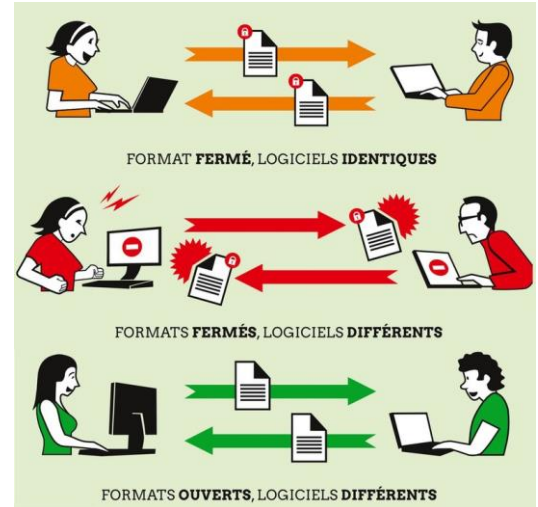 FORMAT FERMÉ, LOGICIELS IDENTIQUES
FORMATS FERMÉS, LOGICIELS DIFFÉRENTS
FORMATS OUVERTS, LOGICIELS DIFFÉRENTS